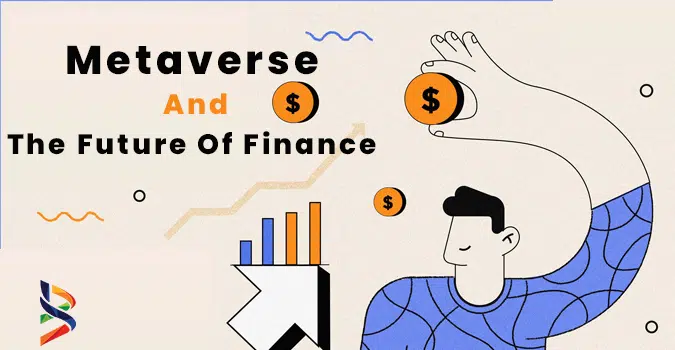 Metaverse
And
The Future Of Finance
$
$
$